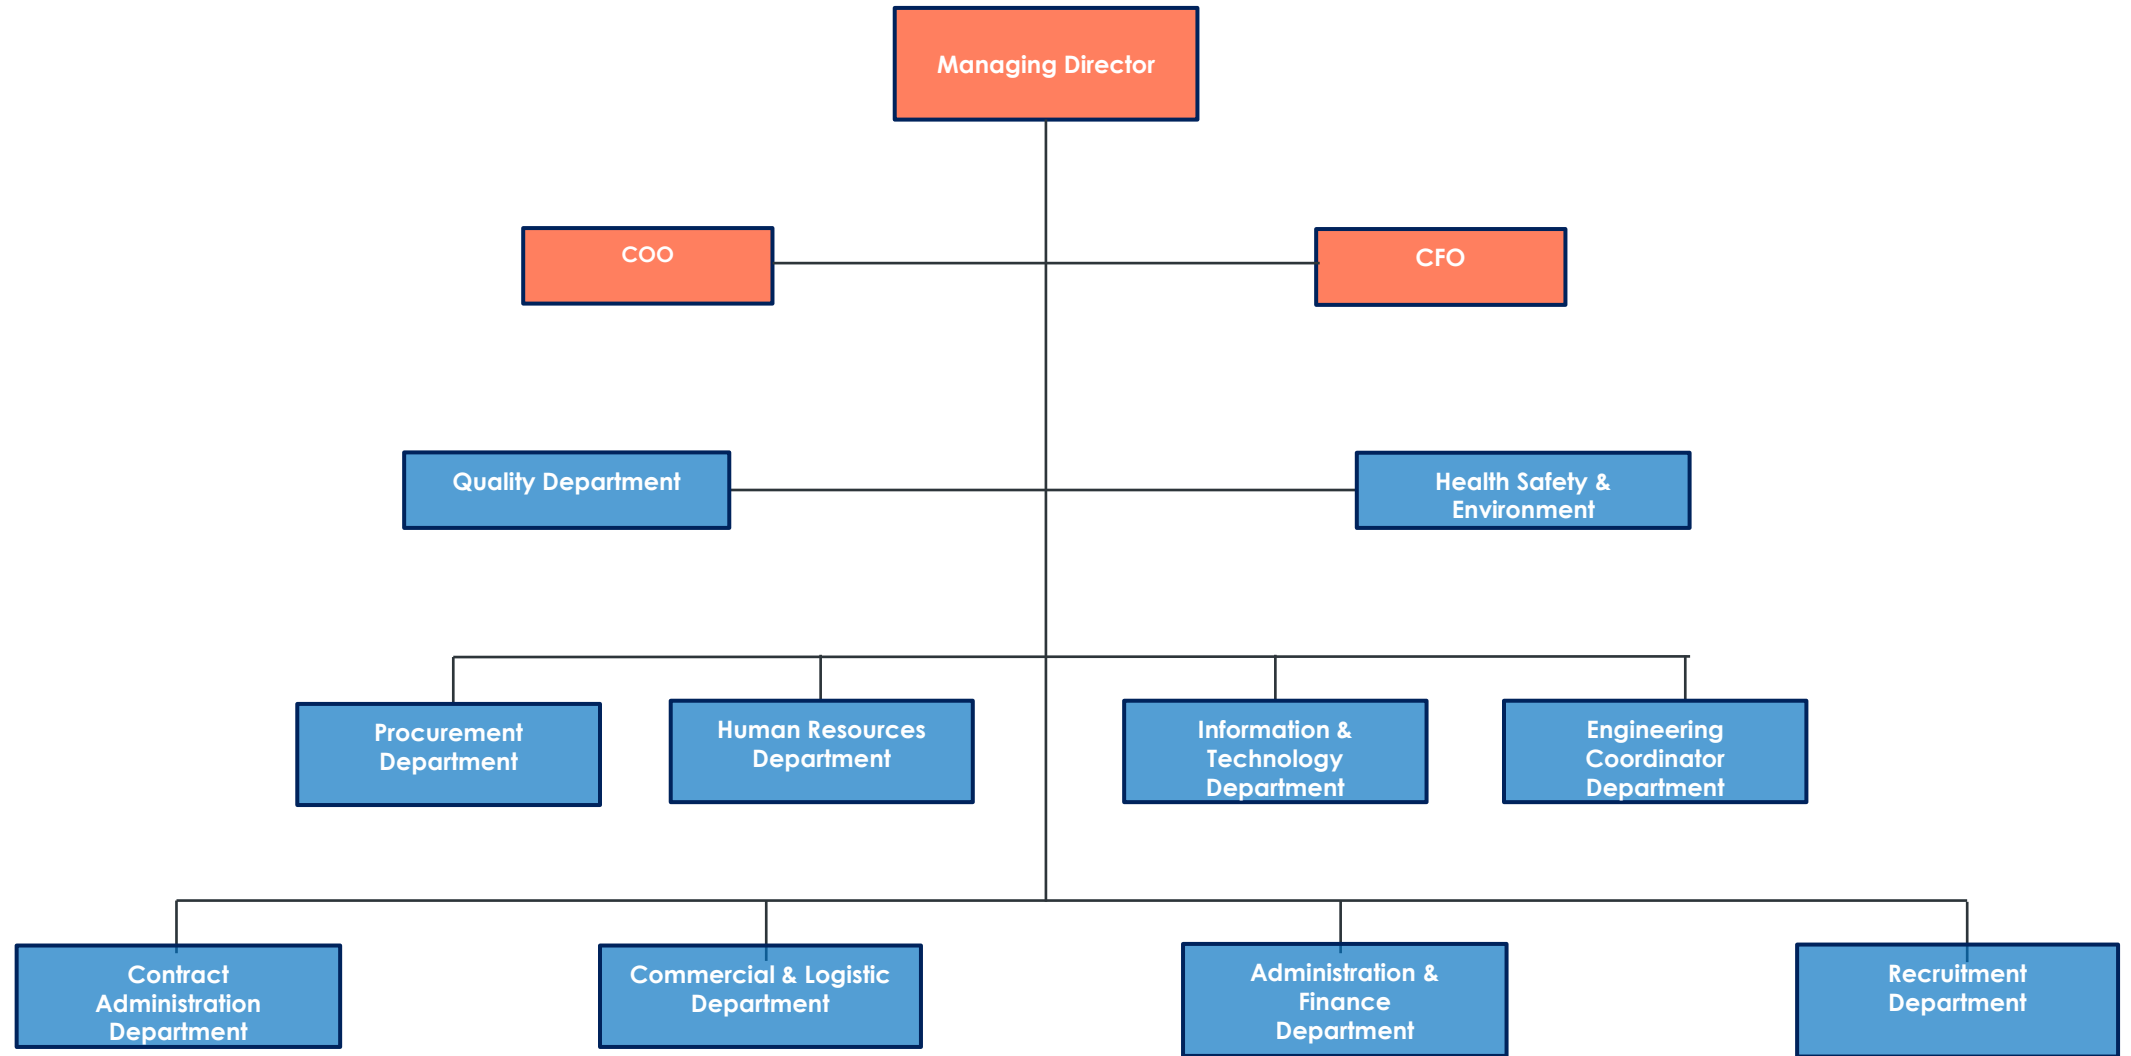 Managing Director
COO
CFO
Quality Department
Health Safety &
Environment
Procurement
Department
Human Resources
Department
Information &
Technology
Department
Engineering
Coordinator
Department
Contract
Administration
Department
Commercial & Logistic
Department
Administration &
Finance
Department
Recruitment
Department